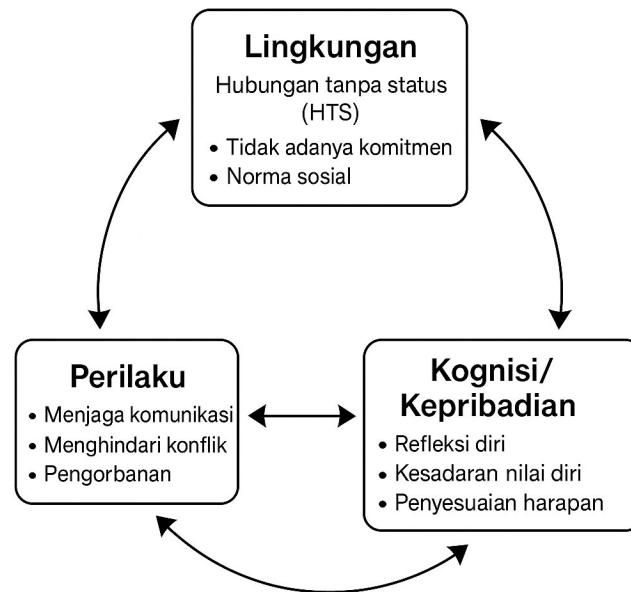 Lingkungan
Hubungan tanpa status
(HTS)
• Tidak adanya komitmen
• Norma sosial
Perilaku
• Menjaga komunikasi
• Menghindari konflik
• Pengorbanan
Kognisi/
Kepribadian
• Refleksi diri
• Kesadaran nilai diri
• Penyesuaian harapan